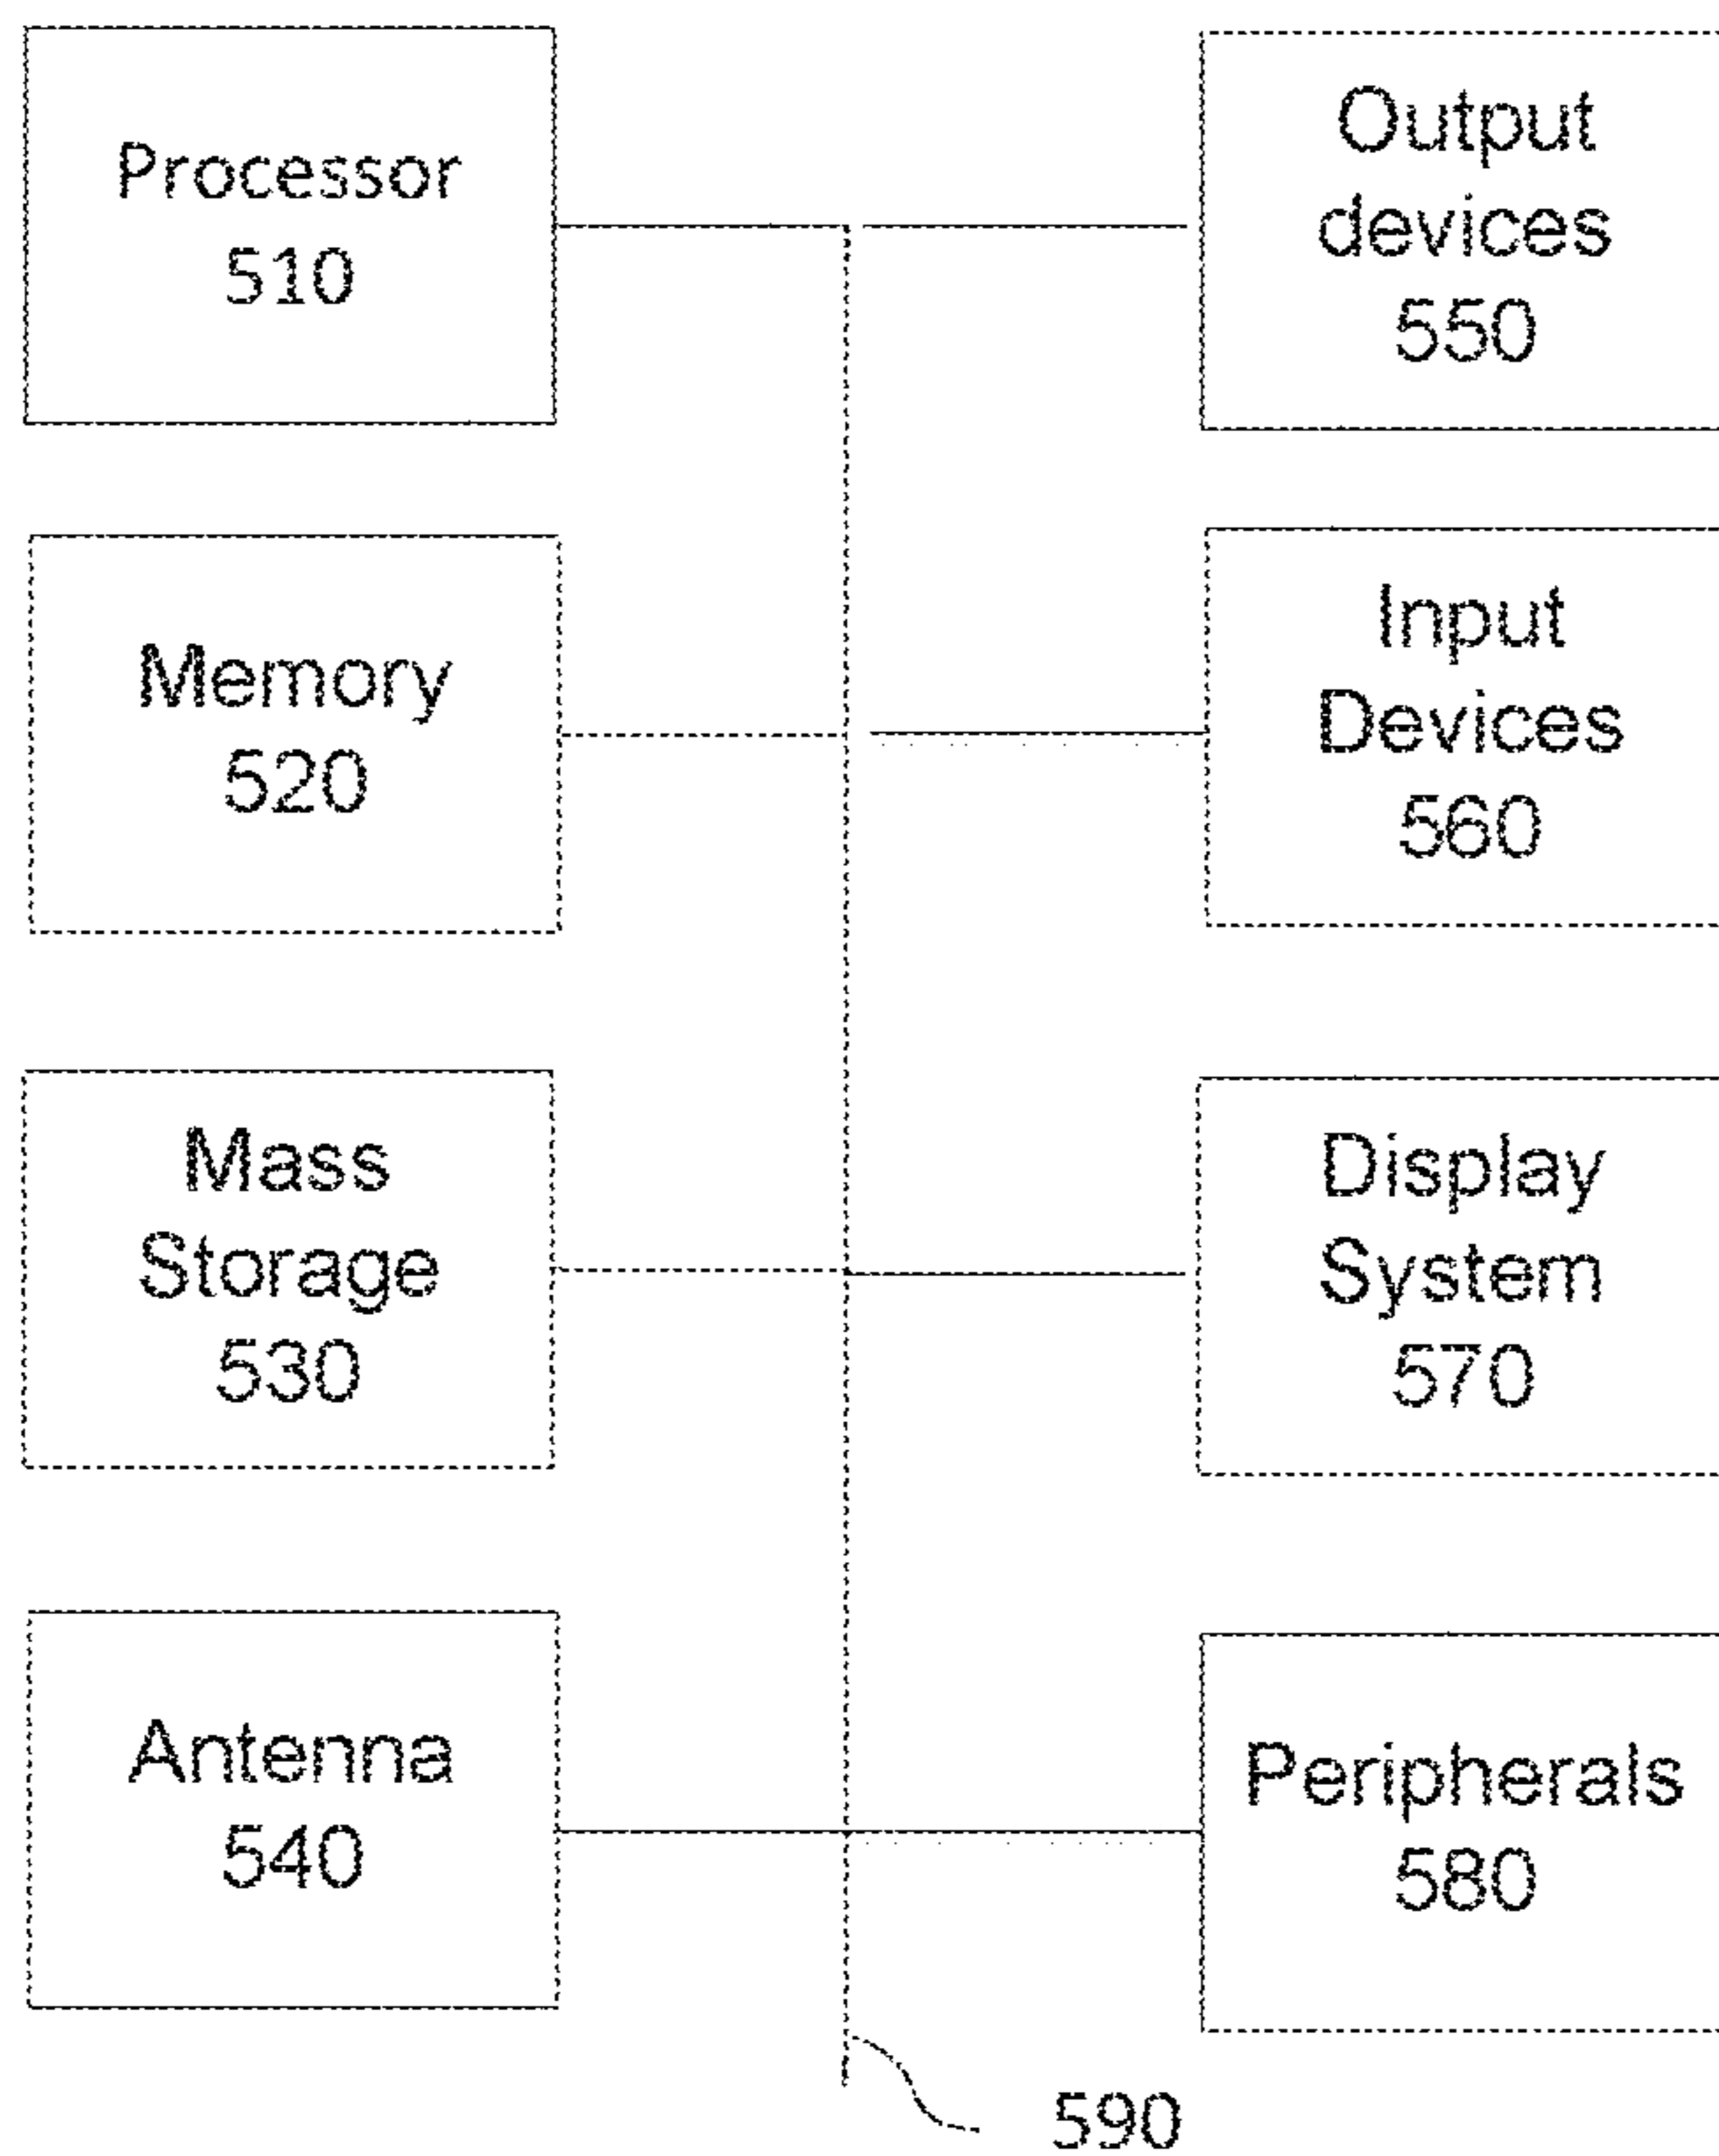 Processor
510
Memory
520
Mass
Storage
530
Antenna
540
Output
devices
550
Input
Devices
560
Display
System
570
Peripherals
580
590